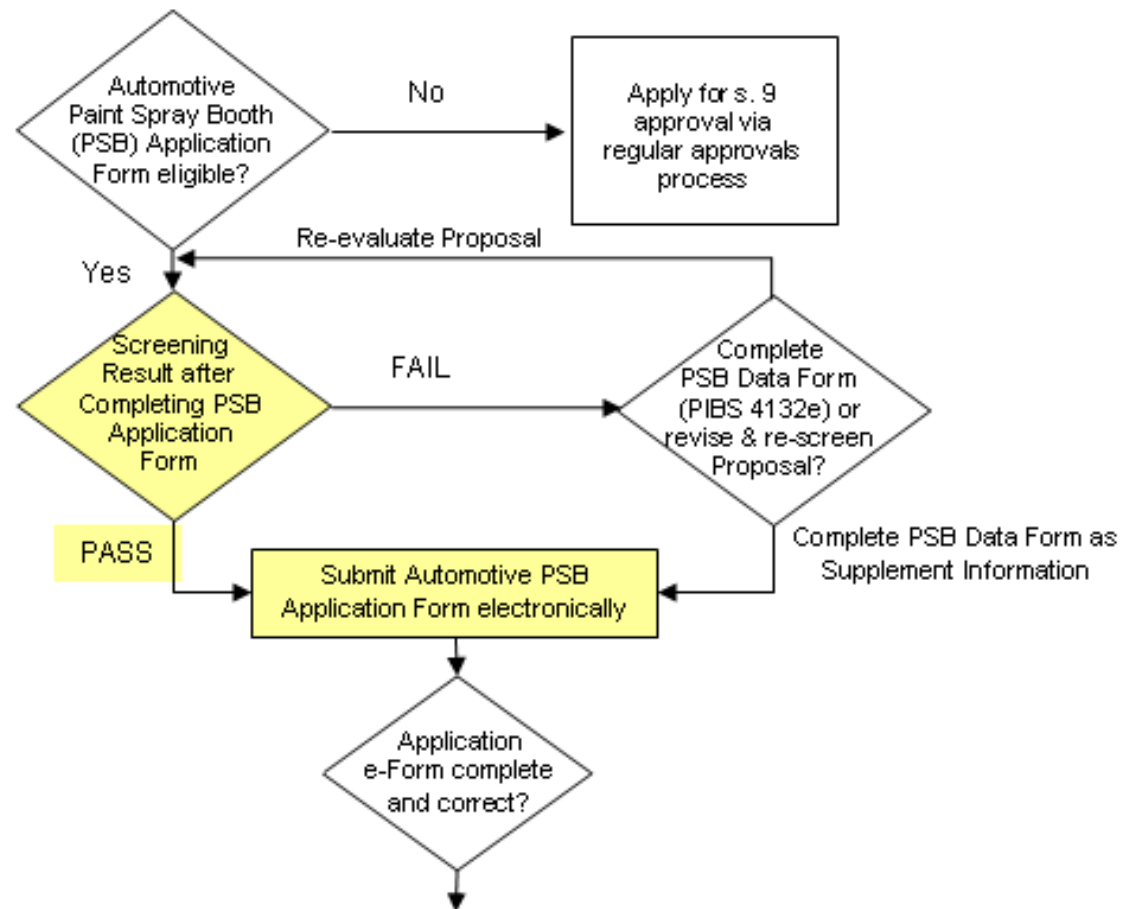 Automotive
Paint Spray Booth
(PSB) Application
Form eligible?
No
Apply for s. 9
approval via
regular approvals
process
Re-evaluate Proposal
Yes
Screening
Result after
Completing PSB
Application
Form
FAIL
Complete
PSB Data Form
(PIBS 4132e) or
revise & re-screen
Proposal?
PASS
Complete PSB Data Form as
Supplement Information
Submit Automotive PSB
Application Form electronically
Application
e-Form complete
and correct?